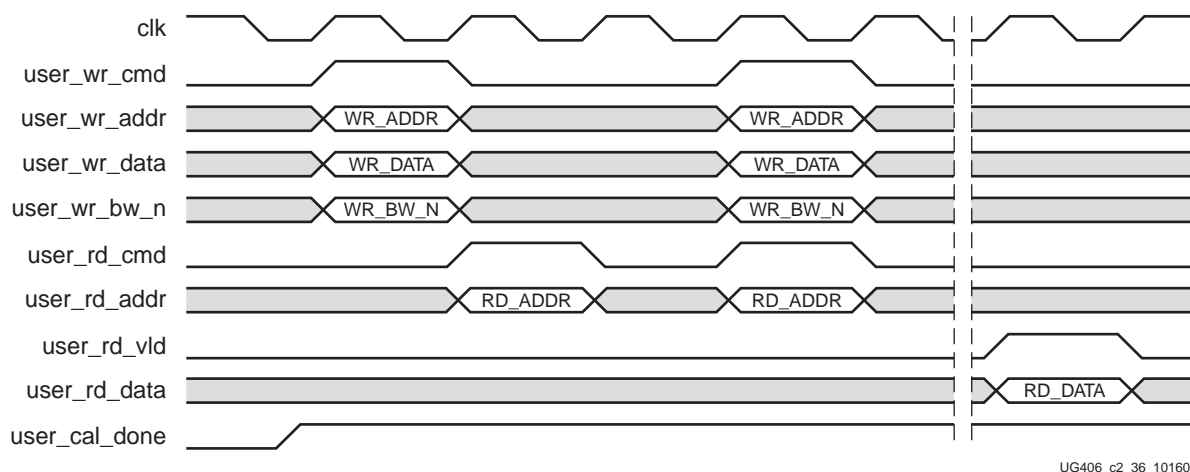 clk
user_wr_cmd
user_wr_addr WR_ADDR WR_ADDR
user_wr_data WR_DATA WR_DATA
user_wr_bw_n WR_BW_N WR_BW_N
user_rd_cmd
user_rd_addr RD_ADDR RD_ADDR
user_rd_vld
user_rd_data RD_DATA
user_cal_done
UG406_c2_36_10160